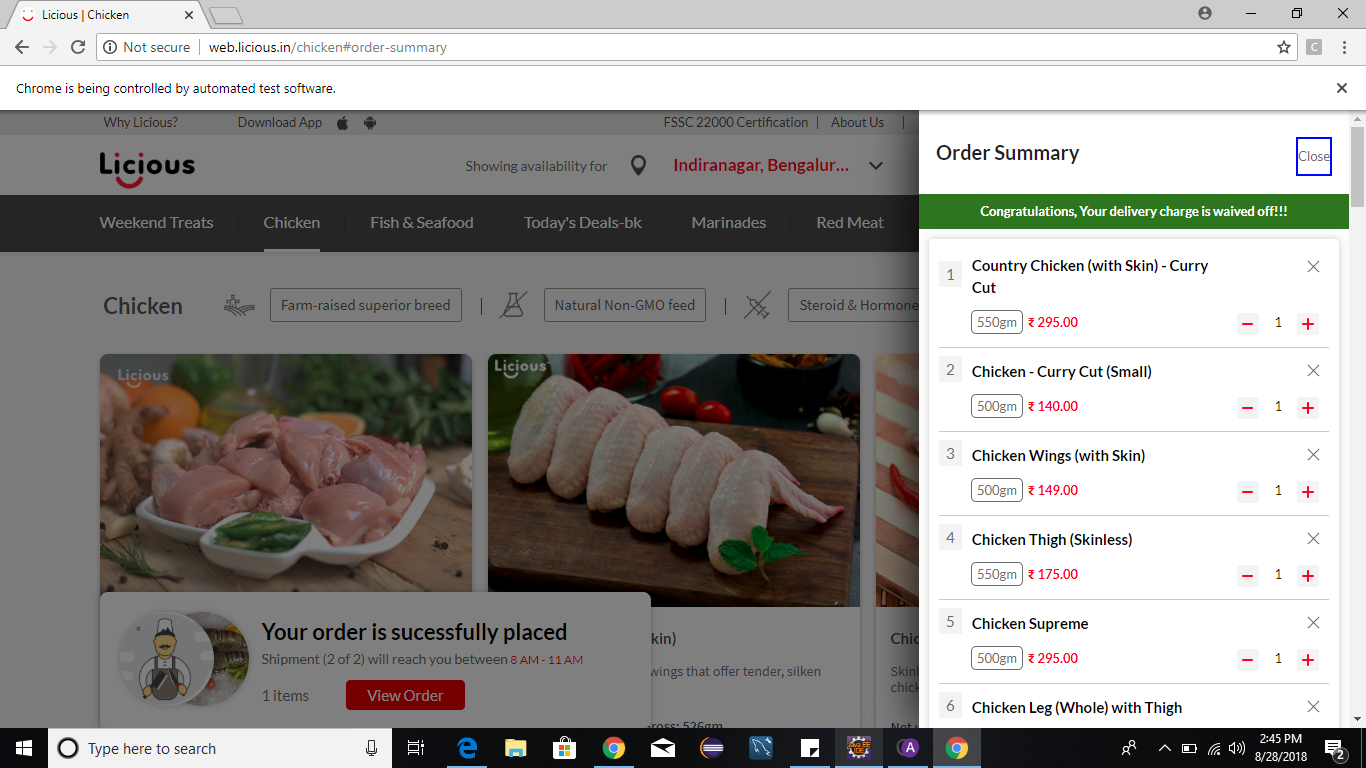 Licious | Chicken
Not secure
web.licious.in/chicken#order-summary
C
Chrome is being controlled by automated test software.
Why Licious?
Download App
FSSC 22000 Certification |
About Us |
Licious
Showing availability for
Indiranagar, Bengalur...
Weekend Treats
Chicken
Fish & Seafood
Today's Deals-bk
Marinades
Red Meat
Chicken
Farm-raised superior breed
|
Natural Non-GMO feed
|
Steroid & Hormone
Licious
Licious
kin)
wings that offer tender, silken
526gm
Your order is sucessfully placed
Shipment (2 of 2) will reach you between 8 AM - 11 AM
1 items
View Order
Order Summary
Close
Congratulations, Your delivery charge is waived off!!!
1
Country Chicken (with Skin) - Curry
Cut
550gm ₹ 295.00
− 1 +
2
Chicken - Curry Cut (Small)
500gm ₹ 140.00
− 1 +
3
Chicken Wings (with Skin)
500gm ₹ 149.00
− 1 +
4
Chicken Thigh (Skinless)
550gm ₹ 175.00
− 1 +
5
Chicken Supreme
500gm ₹ 295.00
− 1 +
6
Chicken Leg (Whole) with Thigh
Type here to search
A
2:45 PM
8/28/2018
2